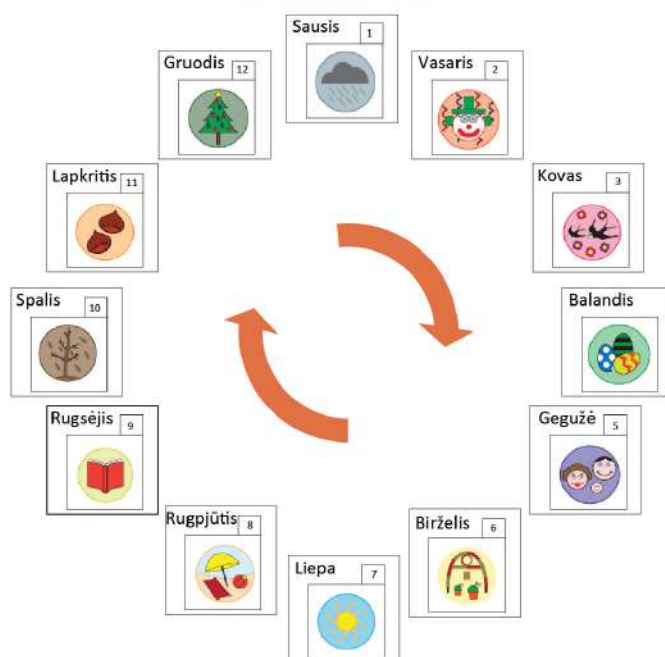 Sausis 1
Vasaris 2
Kovas 3
Balandis
Gegužė 5
Birželis 6
Liepa 7
Rugpjūtis 8
Rugsėjis 9
Spalis 10
Lapkritis 11
Gruodis 12